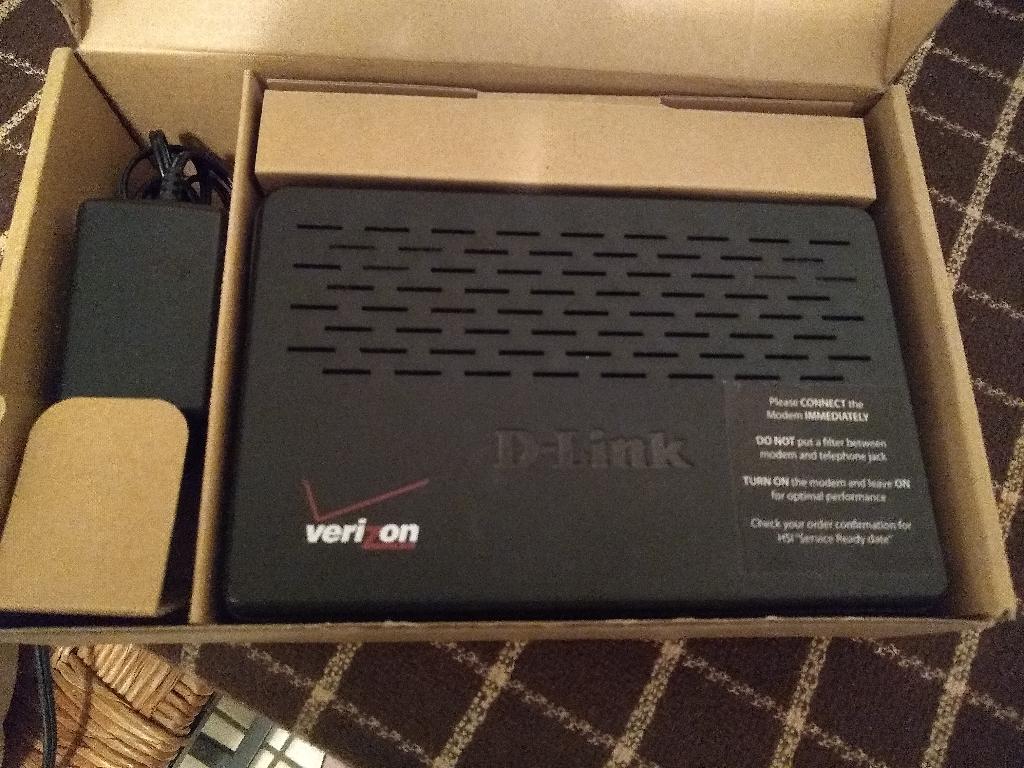 D-Link
verizon
Please CONNECT the
Modem IMMEDIATELY
DO NOT put a filter between
modem and telephone jack
TURN ON the modem and leave ON
for optimal performance
Check your order confirmation for
HSI "Service Ready date"